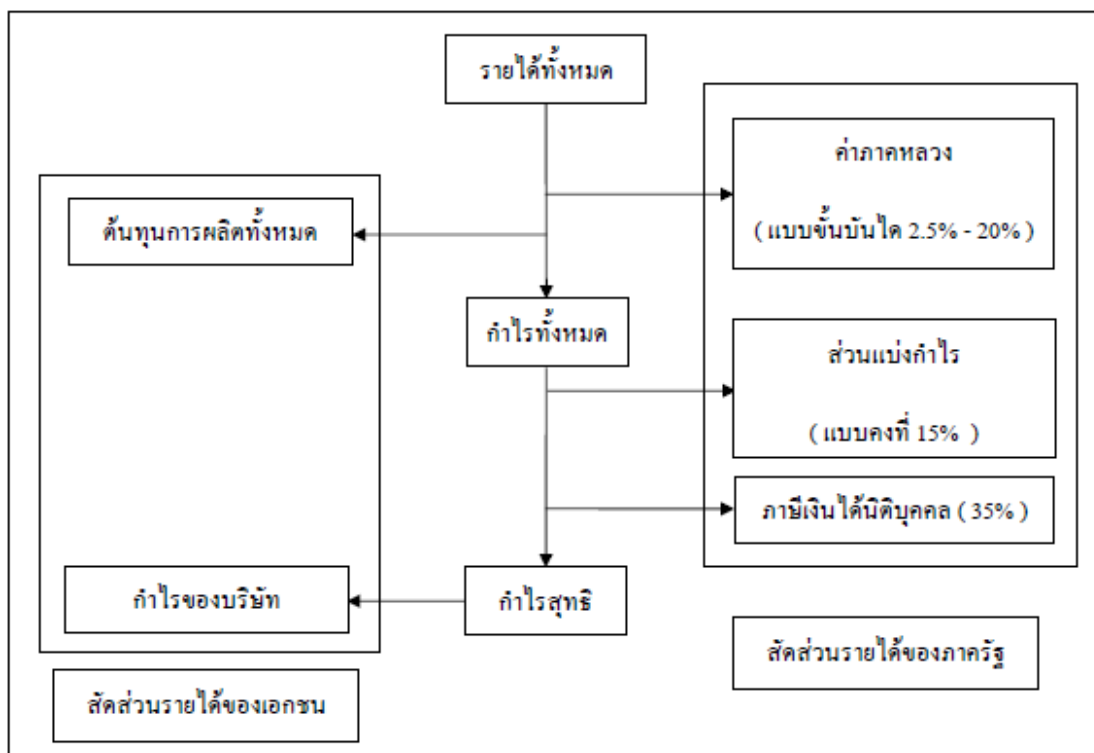 รายได้ทั้งหมด
ค่าภาคหลวง
( แบบขั้นบันได 2.5% - 20% )
ต้นทุนการผลิตทั้งหมด
กำไรทั้งหมด
ส่วนแบ่งกำไร
( แบบคงที่ 15% )
ภาษีเงินได้นิติบุคคล ( 35% )
กำไรของบริษัท
กำไรสุทธิ
สัดส่วนรายได้ของภาครัฐ
สัดส่วนรายได้ของเอกชน